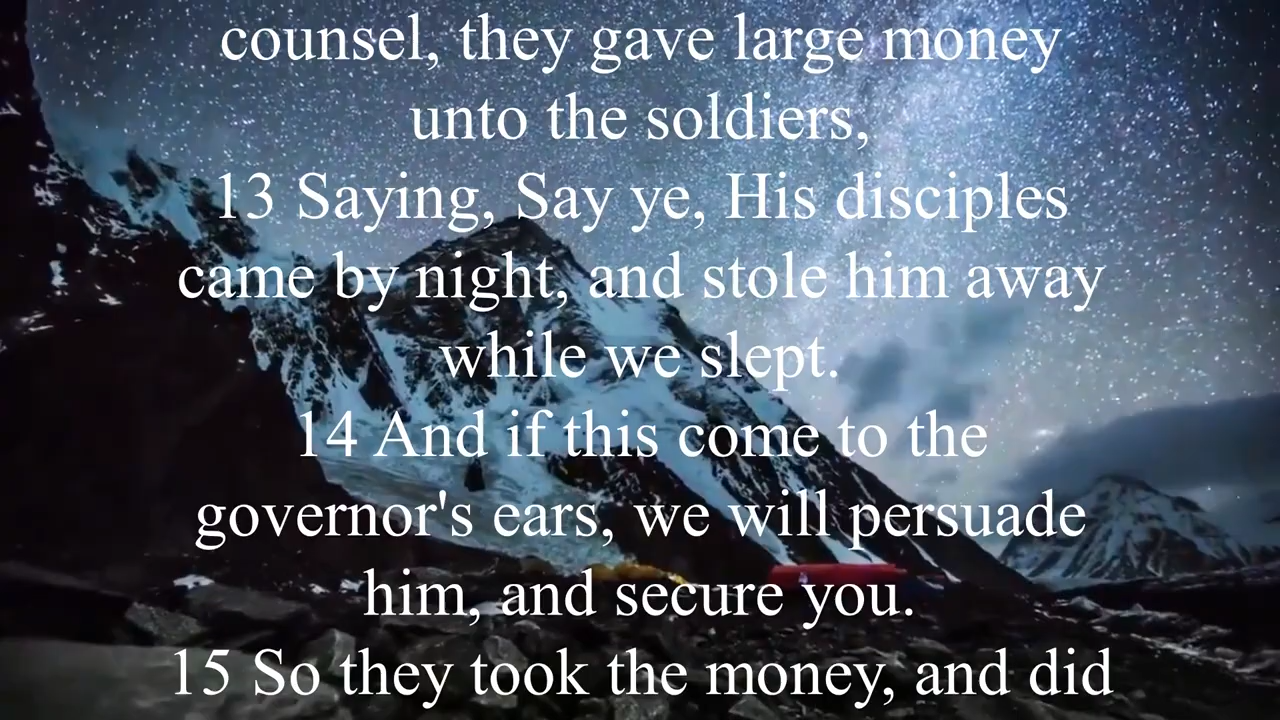 counsel, they gave large money
unto the soldiers,
13 Saying, Say ye, His disciples
came by night, and stole him away
while we slept.
14 And if this come to the
governor's ears, we will persuade
him, and secure you.
15 So they took the money, and did